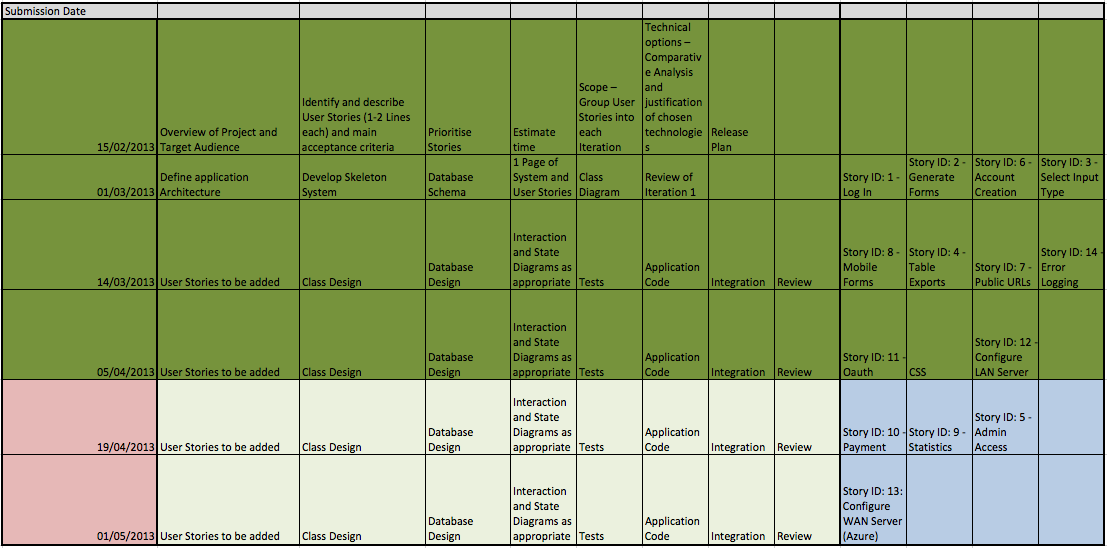 Submission Date
15/02/2013
Overview of Project and
Target Audience
Identify and describe
User Stories (1-2 Lines
each) and main
acceptance criteria
Prioritise
Stories
Estimate
time
Scope –
Group User
Stories into
each
Iteration
Technical
options –
Comparativ
e Analysis
and
justification
of chosen
technologie
s
Release
Plan
01/03/2013
Define application
Architecture
Develop Skeleton
System
Database
Schema
1 Page of
System and
User Stories
Class
Diagram
Review of
Iteration 1
Story ID: 1 -
Log In
Story ID: 2 -
Generate
Forms
Story ID: 6 -
Account
Creation
Story ID: 3 -
Select Input
Type
14/03/2013
User Stories to be added
Class Design
Database
Design
Interaction
and State
Diagrams as
appropriate
Tests
Application
Code
Integration
Review
Story ID: 8 -
Mobile
Forms
Story ID: 4 -
Table
Exports
Story ID: 7 -
Public URLs
Story ID: 14 -
Error
Logging
05/04/2013
User Stories to be added
Class Design
Database
Design
Interaction
and State
Diagrams as
appropriate
Tests
Application
Code
Integration
Review
Story ID: 11 -
Oauth
CSS
Story ID: 12 -
Configure
LAN Server
19/04/2013
User Stories to be added
Class Design
Database
Design
Interaction
and State
Diagrams as
appropriate
Tests
Application
Code
Integration
Review
Story ID: 10 -
Payment
Story ID: 9 -
Statistics
Story ID: 5 -
Admin
Access
01/05/2013
User Stories to be added
Class Design
Database
Design
Interaction
and State
Diagrams as
appropriate
Tests
Application
Code
Integration
Review
Story ID: 13:
Configure
WAN Server
(Azure)